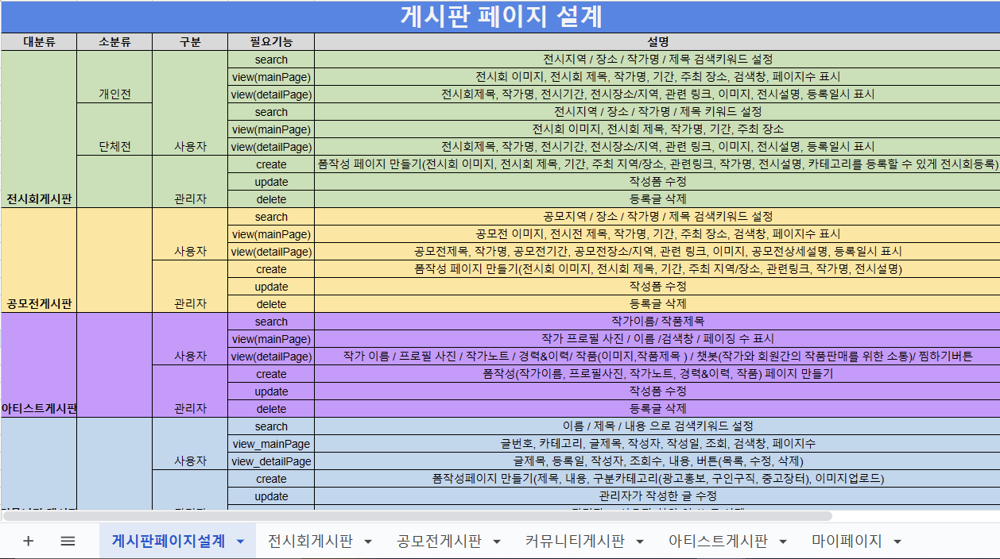 게시판 페이지 설계
대분류 소분류 구분 필요기능 설명
search 전시지역 / 장소 / 작가명 / 제목 검색키워드 설정
view(mainPage) 전시회 이미지, 전시회 제목, 작가명, 기간, 주최 장소, 검색창, 페이지수 표시
개인전 view(detailPage) 전시회제목, 작가명, 전시기간, 전시장소/지역, 관련 링크, 이미지, 전시설명, 등록일시 표시
search 전시지역 / 장소 / 작가명 / 제목 키워드 설정
view(mainPage) 전시회 이미지, 전시회 제목, 작가명, 기간, 주최 장소
단체전 사용자 view(detailPage) 전시회제목, 작가명, 전시기간, 전시장소/지역, 관련 링크, 이미지, 전시설명, 등록일시 표시
create 폼작성 페이지 만들기(전시회 이미지, 전시회 제목, 기간, 주최 지역/장소, 관련링크, 작가명, 전시설명, 카테고리를 등록할 수 있게 전시회등록)
update 작성폼 수정
전시회게시판 관리자 delete 등록글 삭제
search 공모지역 / 장소 / 작가명 / 제목 검색키워드 설정
view(mainPage) 공모전 이미지, 전시전 제목, 작가명, 기간, 주최 장소, 검색창, 페이지수 표시
사용자 view(detailPage) 공모전제목, 작가명, 공모전기간, 공모전장소/지역, 관련 링크, 이미지, 공모전상세설명, 등록일시 표시
create 폼작성 페이지 만들기(전시회 이미지, 전시회 제목, 기간, 주최 지역/장소, 관련링크, 작가명, 전시설명)
update 작성폼 수정
공모전게시판 관리자 delete 등록글 삭제
search 작가이름/ 작품제목
view(mainPage) 작가 프로필 사진 / 이름 /검색창 / 페이징 수 표시
사용자 view(detailPage) 작가 이름 / 프로필 사진 / 작가노트 / 경력&이력/ 작품(이미지,작품제목 ) / 챗봇(작가와 회원간의 작품판매를 위한 소통)/ 찜하기버튼
create 폼작성(작가이름, 프로필사진, 작가노트, 경력&이력, 작품) 페이지 만들기
update 작성폼 수정
아티스트게시판 관리자 delete 등록글 삭제
search 이름 / 제목 / 내용 으로 검색키워드 설정
view_mainPage 글번호, 카테고리, 글제목, 작성자, 작성일, 조회, 검색창, 페이지수
사용자 view_detailPage 글제목, 등록일, 작성자, 조회수, 내용, 버튼(목록, 수정, 삭제)
create 폼작성페이지 만들기(제목, 내용, 구분카테고리(광고홍보, 구인구직, 중고장터), 이미지업로드)
update 관리자가 작성한 글 수정
게시판페이지설계 전시회게시판 공모전게시판 커뮤니티게시판 아티스트게시판 마이페이지